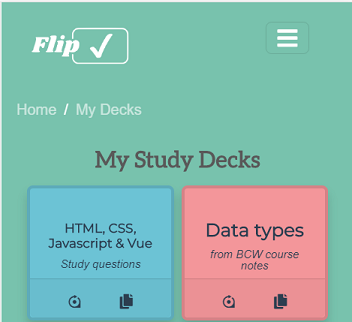 Flip
Home / My Decks
My Study Decks
HTML, CSS,
Javascript & Vue
Study questions
Data types
from BCW course
notes